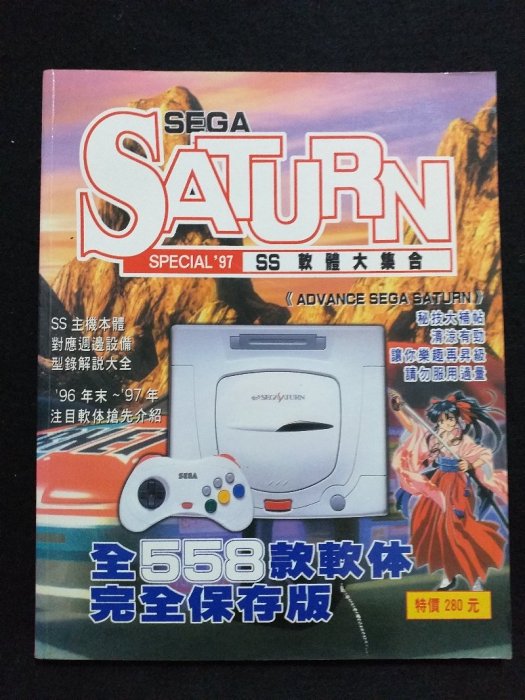 SEGA
SATURN
SPECIAL '97 SS 軟體大集合
《 ADVANCE SEGA SATURN 》
秘技大補帖
清涼有勁
讓你樂趣再昇級
請勿服用過量
SS 主機本體
對應週邊設備
型錄解説大全
'96 年末 ~ '97 年
注目軟体搶先介紹
SEGA SATURN
SEGA
全558款軟体
完全保存版
特價 280 元